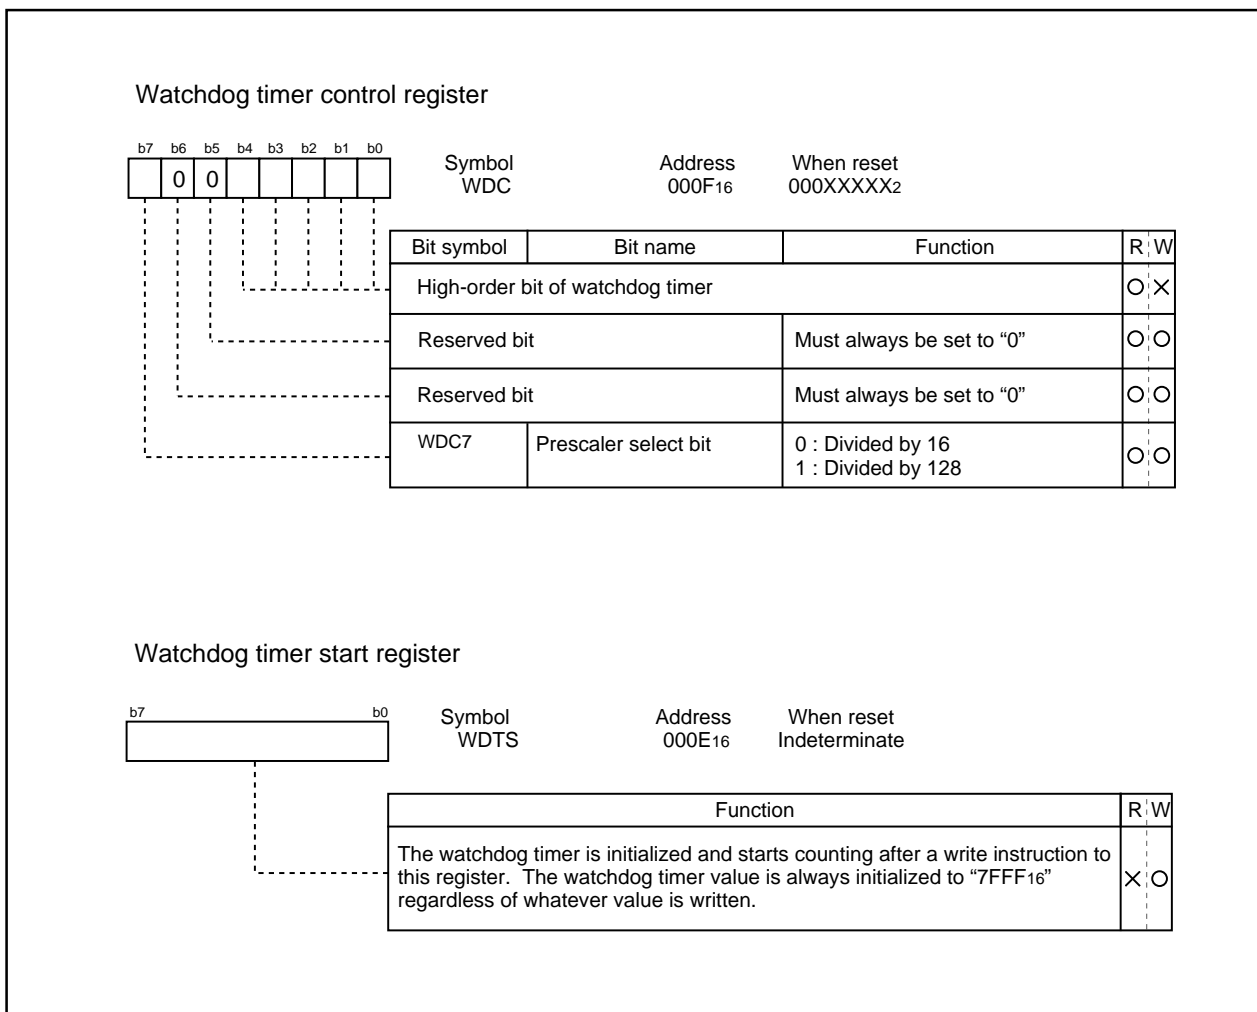 Watchdog timer control register
b7 b6 b5 b4 b3 b2 b1 b0
0 0
Symbol Address When reset
WDC 000F16 000XXXXX2
Bit symbol Bit name Function R W
High-order bit of watchdog timer
Reserved bit Must always be set to “0”
Reserved bit Must always be set to “0”
WDC7 Prescaler select bit 0 : Divided by 16
1 : Divided by 128
Watchdog timer start register
b7 b0
Symbol Address When reset
WDTS 000E16 Indeterminate
Function R W
The watchdog timer is initialized and starts counting after a write instruction to
this register. The watchdog timer value is always initialized to “7FFF16”
regardless of whatever value is written.